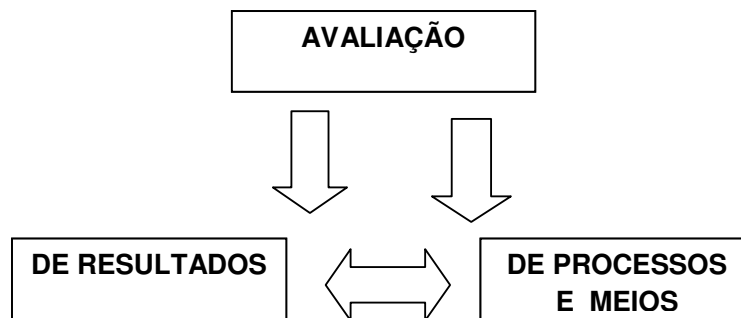 AVALIAÇÃO
DE RESULTADOS
DE PROCESSOS
E MEIOS